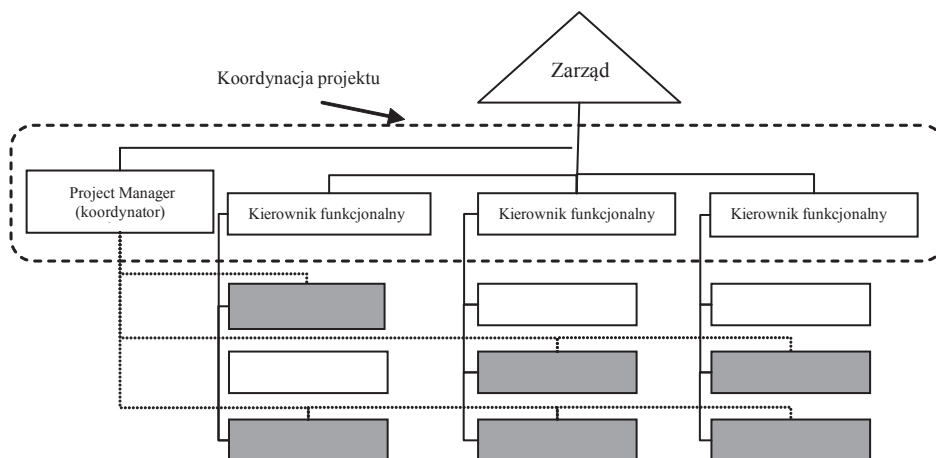 Zarząd
Koordynacja projektu
Project Manager
(koordynator)
Kierownik funkcjonalny
Kierownik funkcjonalny
Kierownik funkcjonalny